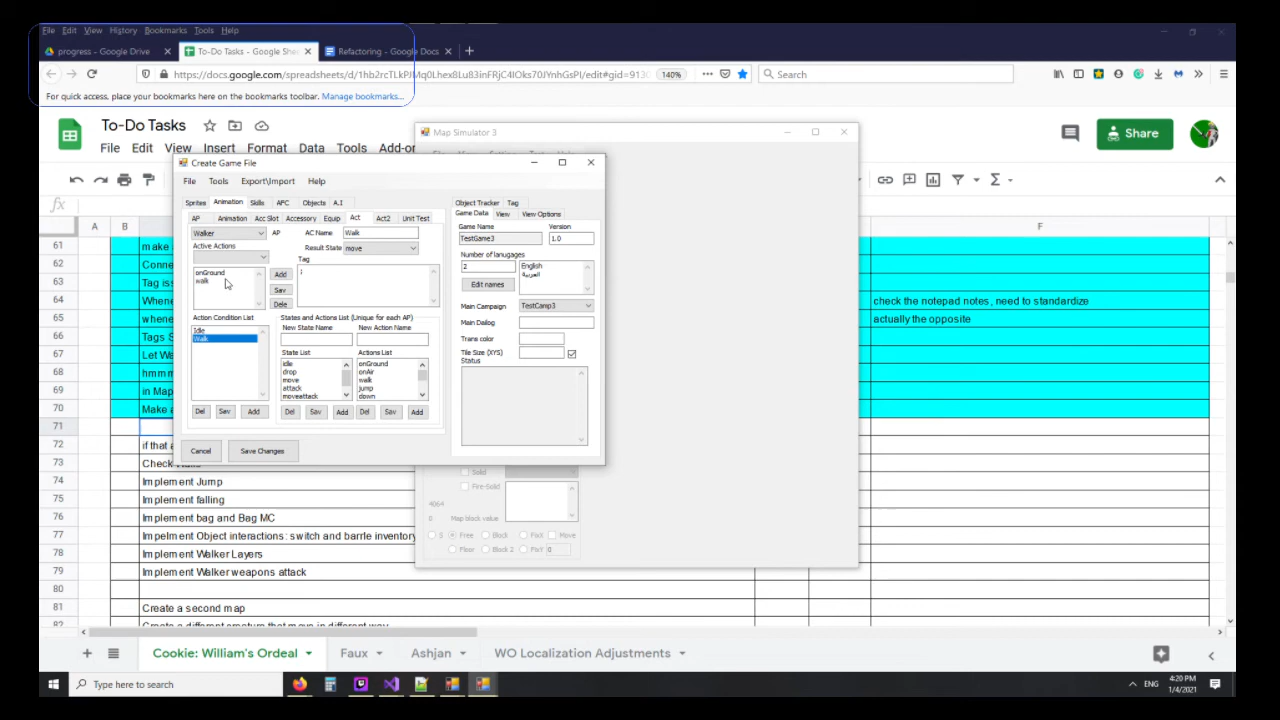 File Edit View History Bookmarks Tools Help
progress - Google Drive
To-Do Tasks - Google She
Refactoring - Google Docs
140%
Search
For quick access, place your bookmarks here on the bookmarks toolbar. Manage bookmarks...
To-Do Tasks
Share
File Edit View Insert Format Data Tools Add-o
Map Simulator 3
Create Game File
File Tools Export/Import Help
Sprites Animation Skills APC Objects A.I
AP Animation Acc Slot Accessory Equip Act Act2 Unit Test
Walker
AP
AC Name
Walk
Active Actions
Result State
move
Tag
;
onGround
walk
Add
Sav
Dele
Action Condition List
Idle
Walk
Del Sav Add
States and Actions List (Unique for each AP)
New State Name
New Action Name
State List
idle
drop
move
attack
moveattack
Actions List
onGround
onAir
walk
jump
down
Del Sav Add Del Sav Add
Cancel
Save Changes
Object Tracker Tag
Game Data View View Options
Game Name
Version
TestGame3
1.0
Number of lanugages
2
English
العربية
Edit names
Main Campaign
TestCamp3
Main Dialog
Trans color
Tile Size (XYS)
Status
Solid
Fire-Solid
4064
0 Map block value
S Free Block FixX Move
Floor Block 2 FixY 0
A B F
61 make s
62 Conne
63 Tag iss
64 Whene
check the notepad notes, need to standardize
65 whene
actually the opposite
66 Tags S
67 Let Wa
68 hmmm
69 in Map
70 Make a
71
72 if that a
73 Check
74 Implement Jump
75 Implement falling
76 Implement bag and Bag MC
77 Impelment Object interactions: switch and barrle inventory
78 Implement Walker Layers
79 Implement Walker weapons attack
80
81 Create a second map
Cookie: William's Ordeal
Faux
Ashjan
WO Localization Adjustments
Type here to search
ENG
4:20 PM
1/4/2021